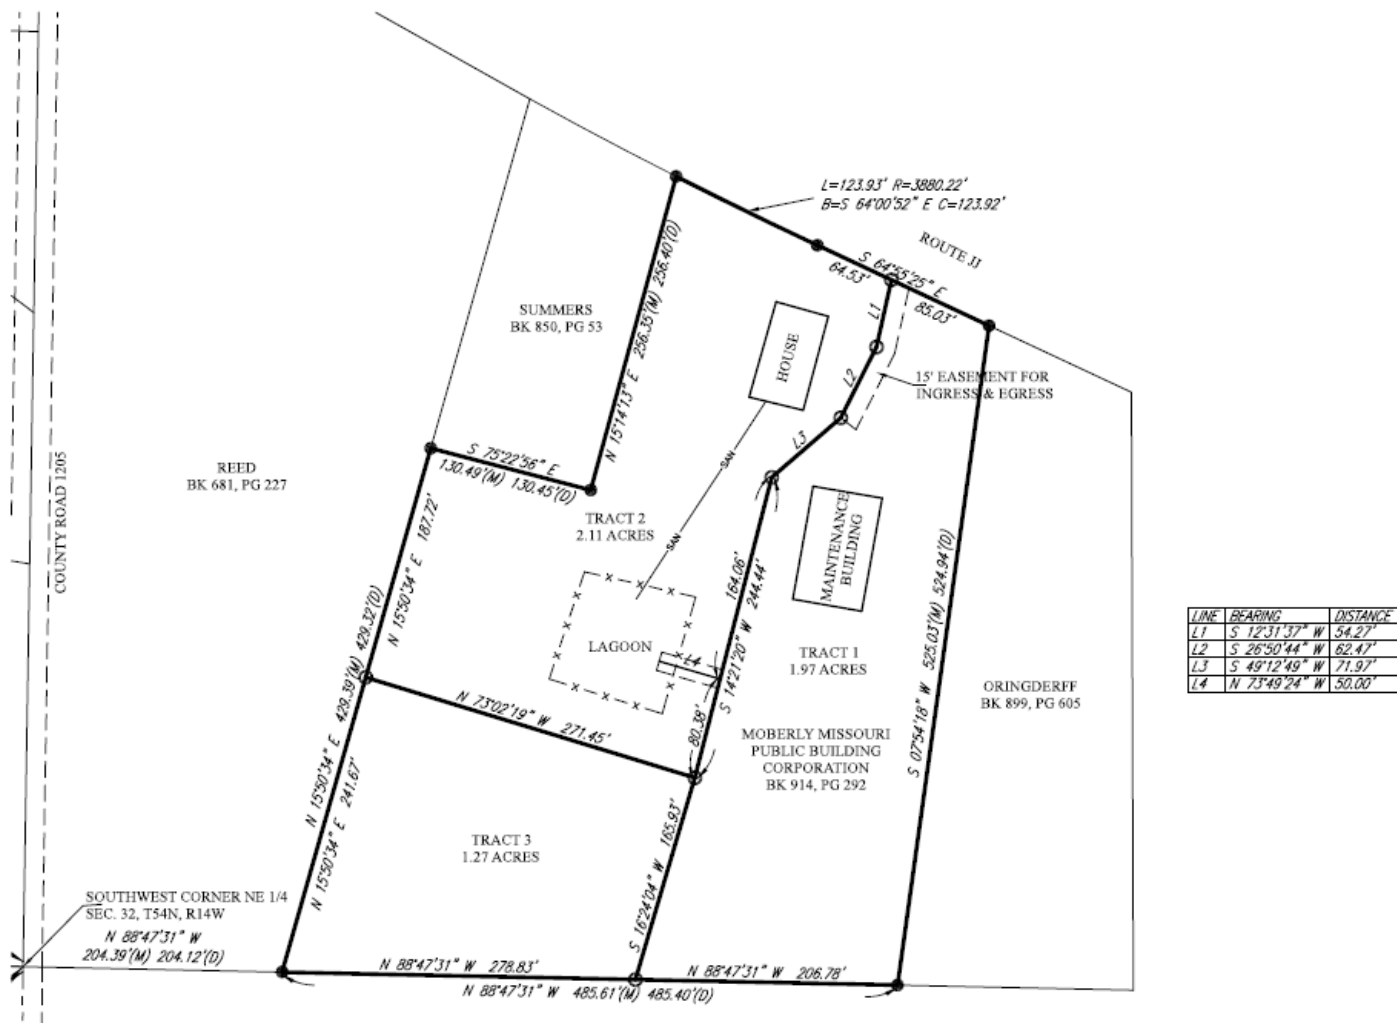 L=123.93' R=3880.22'
B=S 64°00'52" E C=123.92'
ROUTE JJ
S 64°55'25" E
64.53'
85.03'
SUMMERS
BK 850, PG 53
N 15°14'13" E 256.35'(M) 256.40'(D)
HOUSE
L1
L2
L3
15' EASEMENT FOR
INGRESS & EGRESS
COUNTY ROAD 1205
REED
BK 681, PG 227
S 75°22'56" E
130.49'(M) 130.45'(D)
TRACT 2
2.11 ACRES
SAN
SAN
MAINTENANCE
BUILDING
N 15°50'34" E 187.72'
N 15°50'34" E 429.39'(M) 429.32'(D)
LAGOON
L4
164.06'
S 14°21'20" W 244.44'
80.38'
TRACT 1
1.97 ACRES
S 07°54'18" W 525.03'(M) 524.94'(D)
ORINGDERFF
BK 899, PG 605
LINE BEARING DISTANCE
L1 S 12°31'37" W 54.27'
L2 S 26°50'44" W 62.47'
L3 S 49°12'49" W 71.97'
L4 N 73°49'24" W 50.00'
N 73°02'19" W 271.45'
MOBERLY MISSOURI
PUBLIC BUILDING
CORPORATION
BK 914, PG 292
N 15°50'34" E 241.67'
TRACT 3
1.27 ACRES
S 16°24'04" W 165.93'
SOUTHWEST CORNER NE 1/4
SEC. 32, T54N, R14W
N 88°47'31" W
204.39'(M) 204.12'(D)
N 88°47'31" W 278.83'
N 88°47'31" W 206.78'
N 88°47'31" W 485.61'(M) 485.40'(D)